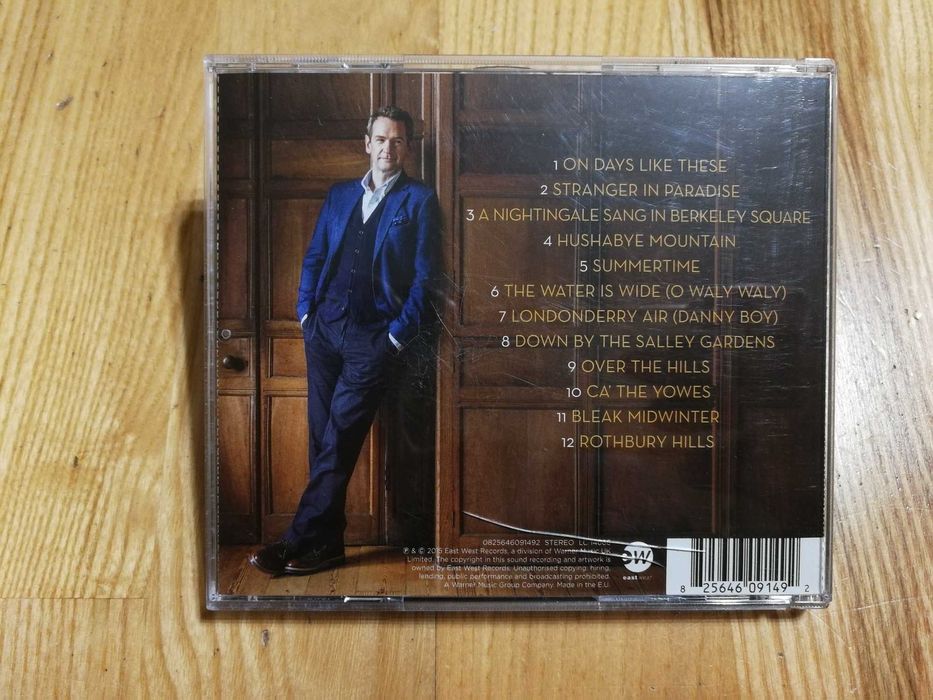 1 ON DAYS LIKE THESE
2 STRANGER IN PARADISE
3 A NIGHTINGALE SANG IN BERKELEY SQUARE
4 HUSHABYE MOUNTAIN
5 SUMMERTIME
6 THE WATER IS WIDE (O WALY WALY)
7 LONDONDERRY AIR (DANNY BOY)
8 DOWN BY THE SALLEY GARDENS
9 OVER THE HILLS
10 CA' THE YOWES
11 BLEAK MIDWINTER
12 ROTHBURY HILLS
0825646091492 STEREO LC
℗ & © 2015 East West Records, a division of Warner Music UK
Limited. The copyright in this sound recording and artwork is
owned by East West Records. Unauthorised copying, hiring,
lending, public performance and broadcasting prohibited.
A Warner Music Group Company. Made in the E.U.
ew
east west
8 25646 09149 2